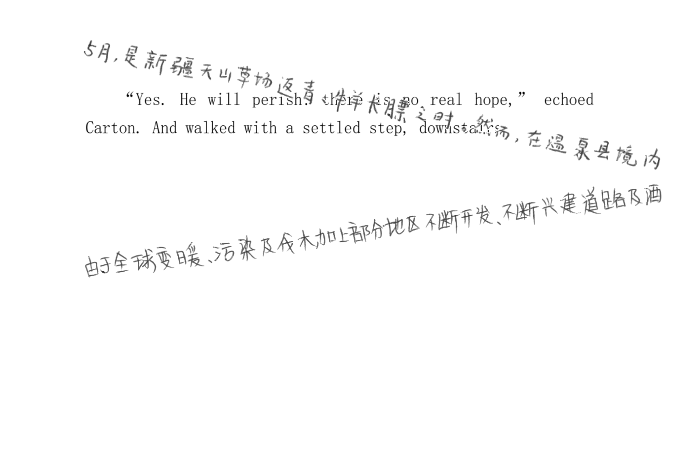 5月,是新疆天山草场返青、牛羊长膘之时。然而,在温泉县境内
“Yes. He will perish: there is no real hope,” echoed
Carton. And walked with a settled step, downstairs.
由于全球变暖、污染及伐木,加上部分地区不断开发、不断兴建道路及酒